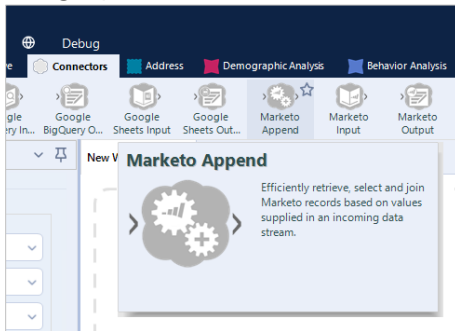 Debug
Connectors Address Demographic Analysis Behavior Analysis
Google Google Google Marketo Marketo Marketo
BigQuery O... Sheets Input Sheets Out... Append Input Output
New
Marketo Append
Efficiently retrieve, select and join
Marketo records based on values
supplied in an incoming data
stream.